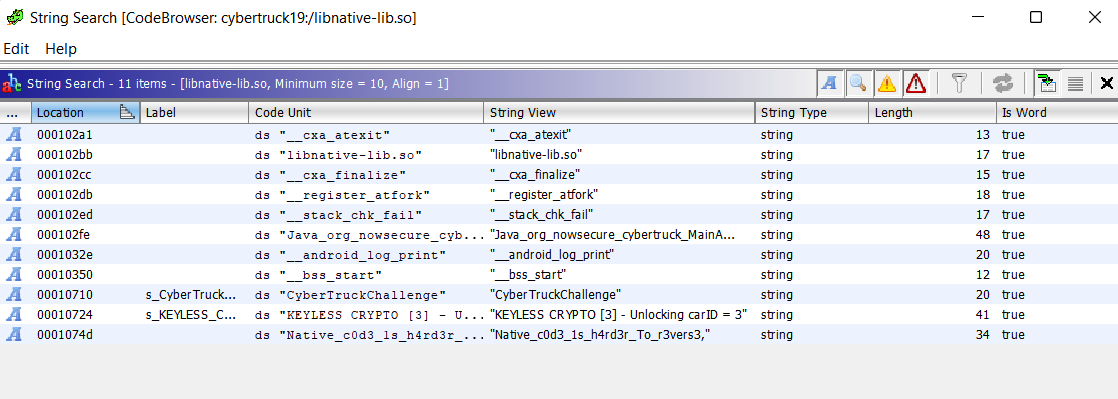 String Search [CodeBrowser: cybertruck19:/libnative-lib.so]
Edit Help
String Search - 11 items - [libnative-lib.so, Minimum size = 10, Align = 1]
... Location Label Code Unit String View String Type Length Is Word
A 000102a1 ds "__cxa_atexit" "__cxa_atexit" string 13 true
A 000102bb ds "libnative-lib.so" "libnative-lib.so" string 17 true
A 000102cc ds "__cxa_finalize" "__cxa_finalize" string 15 true
A 000102db ds "__register_atfork" "__register_atfork" string 18 true
A 000102ed ds "__stack_chk_fail" "__stack_chk_fail" string 17 true
A 000102fe ds "Java_org_nowsecure_cyb... "Java_org_nowsecure_cybertruck_MainA... string 48 true
A 0001032e ds "__android_log_print" "__android_log_print" string 20 true
A 00010350 ds "__bss_start" "__bss_start" string 12 true
A 00010710 s_CyberTruck... ds "CyberTruckChallenge" "CyberTruckChallenge" string 20 true
A 00010724 s_KEYLESS_C... ds "KEYLESS CRYPTO [3] - U... "KEYLESS CRYPTO [3] - Unlocking carID = 3" string 41 true
A 0001074d ds "Native_c0d3_1s_h4rd3r_... "Native_c0d3_1s_h4rd3r_To_r3vers3," string 34 true